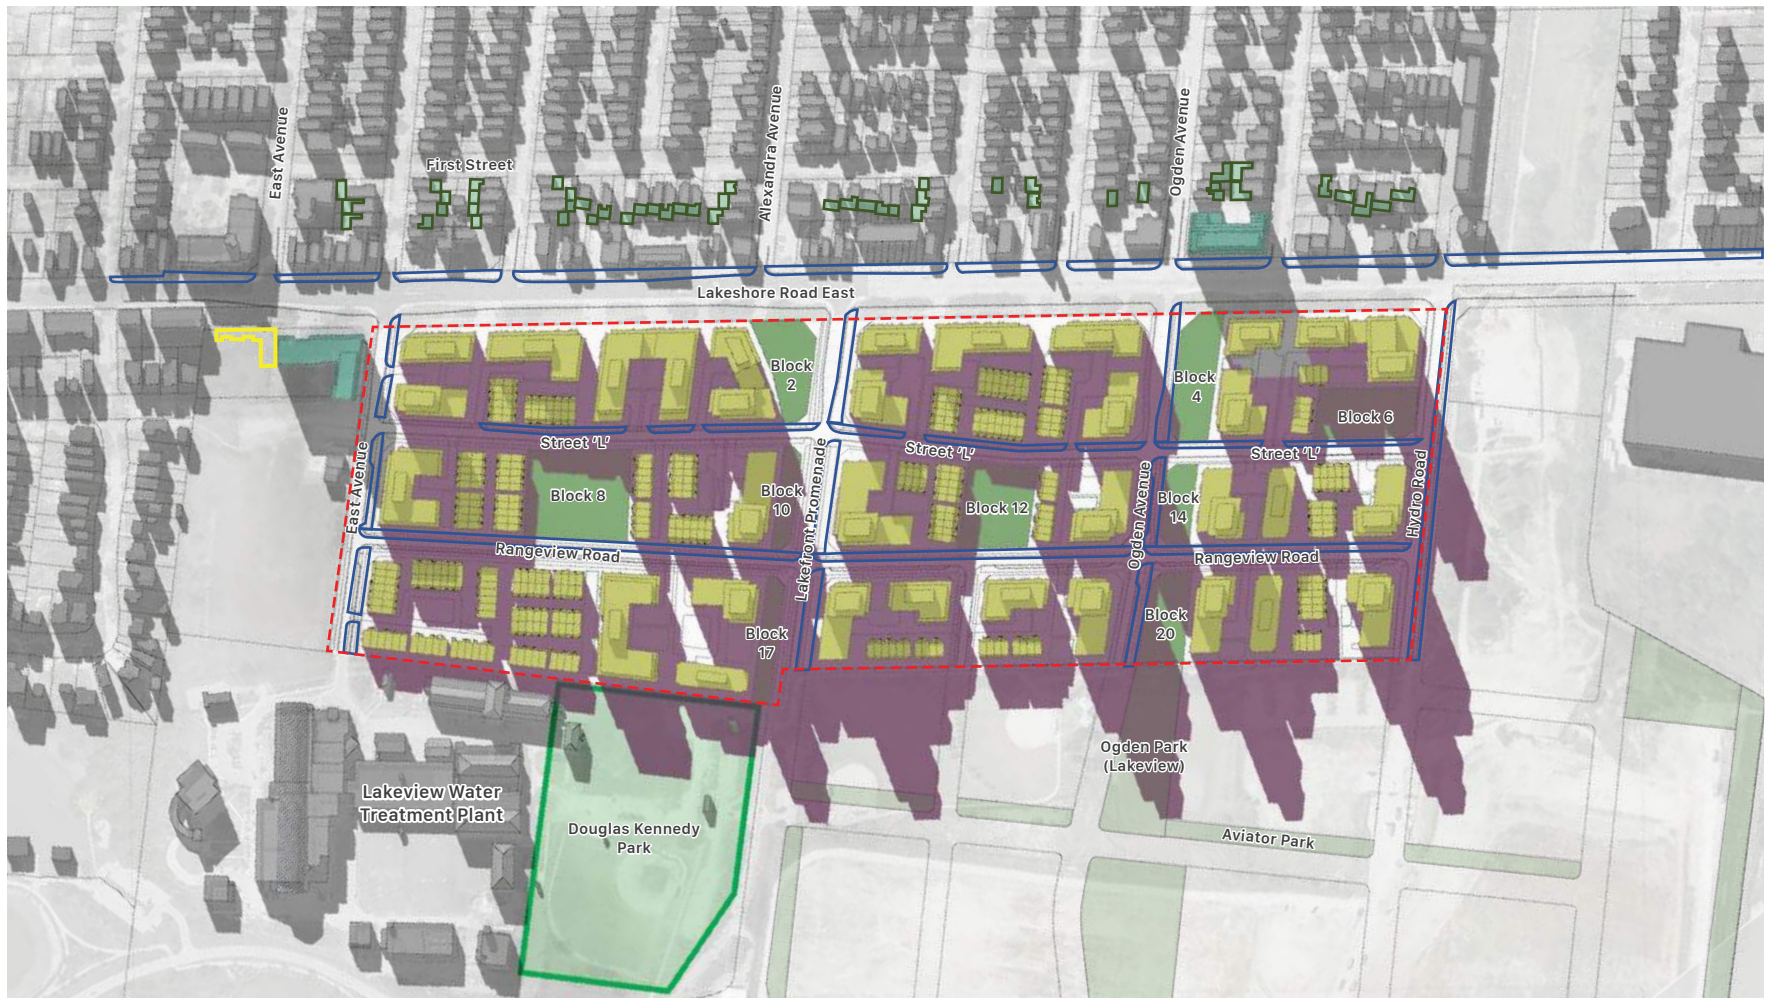 East Avenue
First Street
Alexandra Avenue
Ogden Avenue
Lakeshore Road East
Block
2
Block
4
Block 6
Street ‘L’
Street ‘L’
Street ‘L’
East Avenue
Block 8
Block
10
Lakefront Promenade
Block 12
Ogden Avenue
Block
14
Hydro Road
Rangeview Road
Rangeview Road
Block
17
Block
20
Ogden Park
(Lakeview)
Lakeview Water
Treatment Plant
Douglas Kennedy
Park
Aviator Park